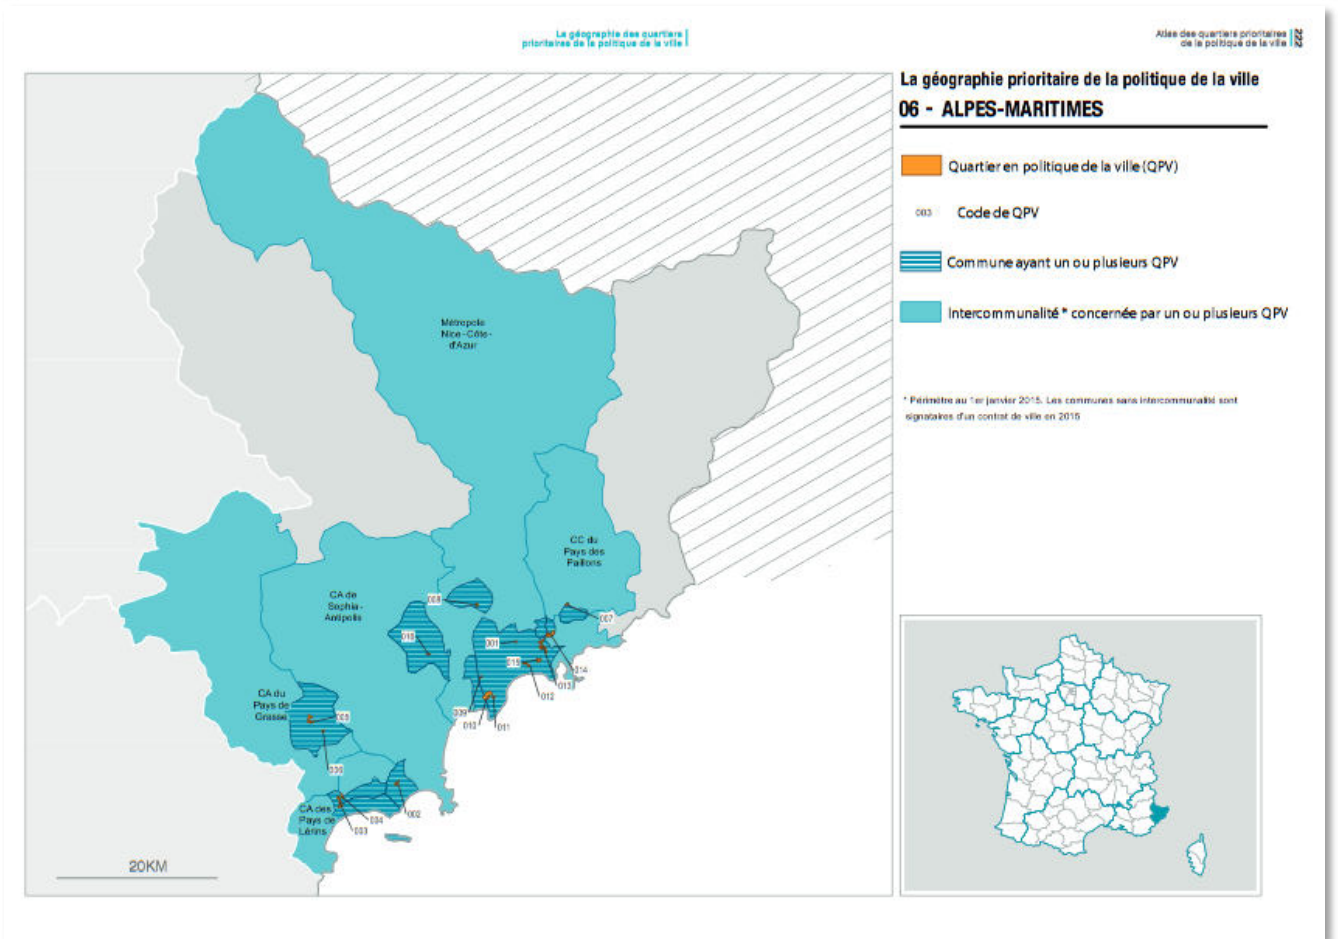 La géographie des quartiers
prioritaires de la politique de la ville
Atlas des quartiers prioritaires
de la politique de la ville
222
La géographie prioritaire de la politique de la ville
06 - ALPES-MARITIMES
Quartier en politique de la ville (QPV)
003 Code de QPV
Commune ayant un ou plusieurs QPV
Intercommunalité * concernée par un ou plusieurs QPV
* Périmètre au 1er janvier 2015. Les communes sans intercommunalité sont
signataires d'un contrat de ville en 2015
Métropole
Nice-Côte-
d'Azur
CC du
Pays des
Paillons
CA de
Sophia-
Antipolis
008
007
016
001
015
014
013
012
009
010
011
CA du
Pays de
Grasse
005
006
CA des
Pays de
Lérins
002
004
003
20KM